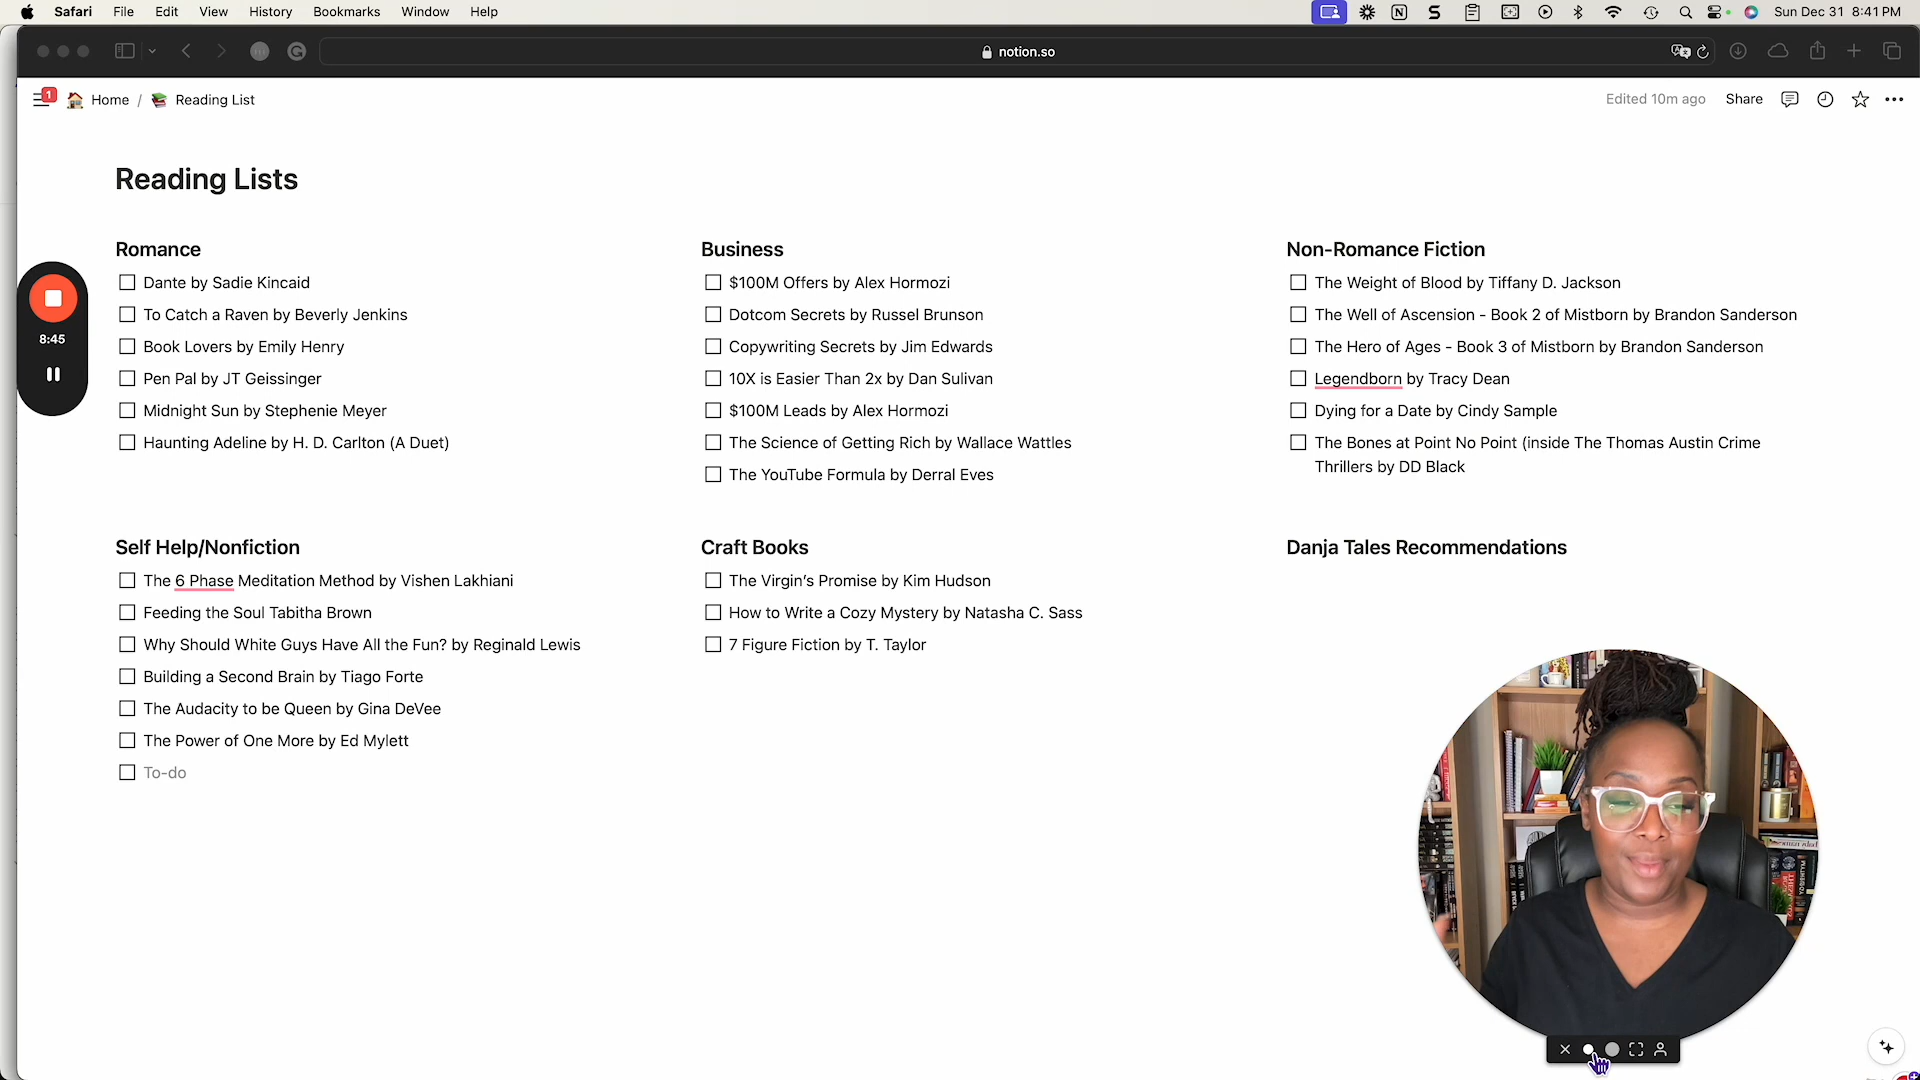 Safari File Edit View History Bookmarks Window Help Sun Dec 31 8:41 PM
notion.so
1 Home / Reading List Edited 10m ago Share
Reading Lists
Romance
Dante by Sadie Kincaid
To Catch a Raven by Beverly Jenkins
Book Lovers by Emily Henry
Pen Pal by JT Geissinger
Midnight Sun by Stephenie Meyer
Haunting Adeline by H. D. Carlton (A Duet)
Business
$100M Offers by Alex Hormozi
Dotcom Secrets by Russel Brunson
Copywriting Secrets by Jim Edwards
10X is Easier Than 2x by Dan Sulivan
$100M Leads by Alex Hormozi
The Science of Getting Rich by Wallace Wattles
The YouTube Formula by Derral Eves
Non-Romance Fiction
The Weight of Blood by Tiffany D. Jackson
The Well of Ascension - Book 2 of Mistborn by Brandon Sanderson
The Hero of Ages - Book 3 of Mistborn by Brandon Sanderson
Legendborn by Tracy Dean
Dying for a Date by Cindy Sample
The Bones at Point No Point (inside The Thomas Austin Crime
Thrillers by DD Black
8:45
Self Help/Nonfiction
The 6 Phase Meditation Method by Vishen Lakhiani
Feeding the Soul Tabitha Brown
Why Should White Guys Have All the Fun? by Reginald Lewis
Building a Second Brain by Tiago Forte
The Audacity to be Queen by Gina DeVee
The Power of One More by Ed Mylett
To-do
Craft Books
The Virgin's Promise by Kim Hudson
How to Write a Cozy Mystery by Natasha C. Sass
7 Figure Fiction by T. Taylor
Danja Tales Recommendations